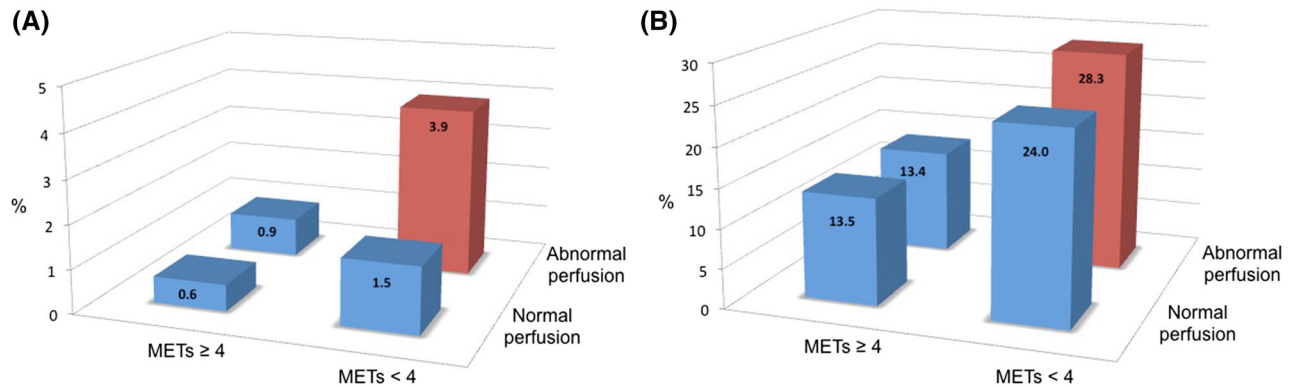 (A)
5
4
3
2
1
0
%
3.9
0.9
0.6
1.5
Abnormal
perfusion
Normal
perfusion
METs ≥ 4
METs < 4
(B)
30
25
20
15
10
5
0
%
28.3
24.0
13.4
13.5
Abnormal
perfusion
Normal
perfusion
METs ≥ 4
METs < 4